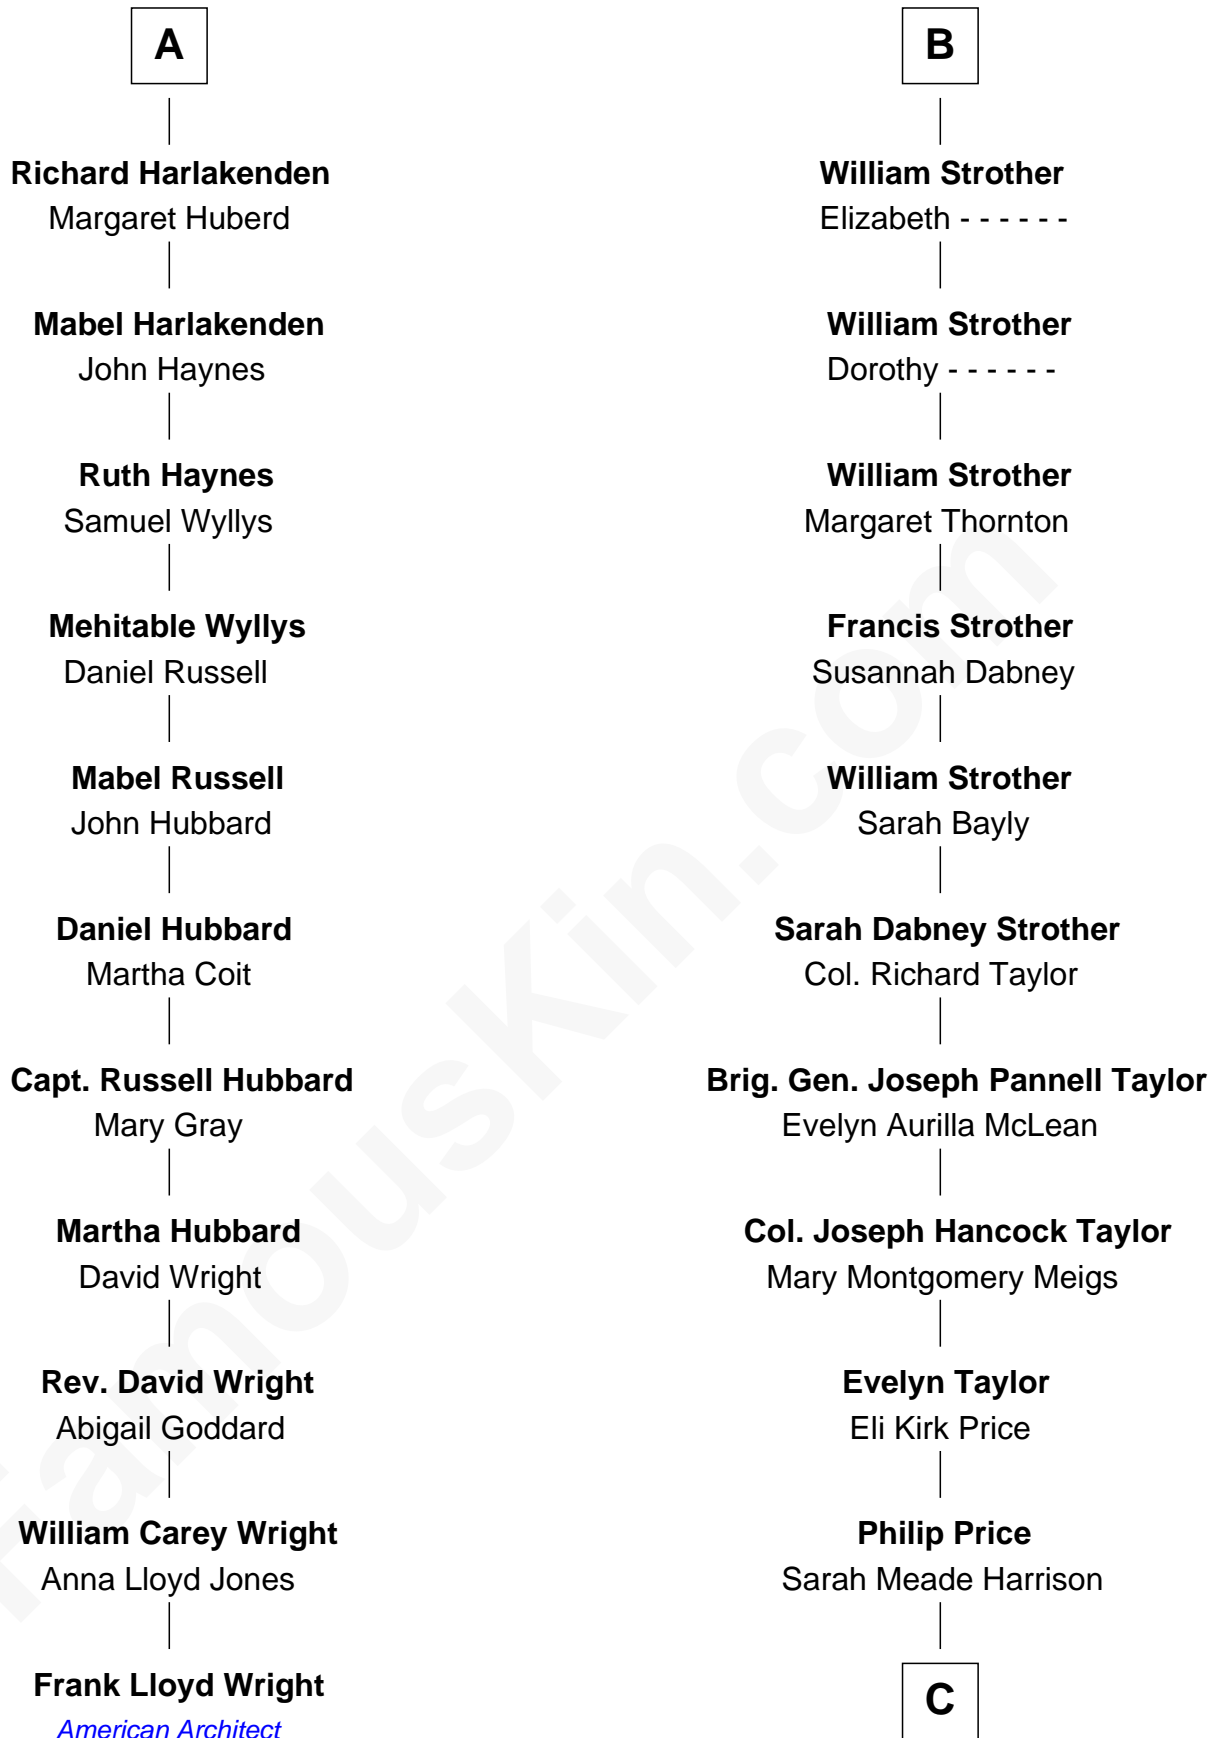 A
Richard Harlakenden
Margaret Huberd
Mabel Harlakenden
John Haynes
Ruth Haynes
Samuel Wyllys
Mehitable Wyllys
Daniel Russell
Mabel Russell
John Hubbard
Daniel Hubbard
Martha Coit
Capt. Russell Hubbard
Mary Gray
Martha Hubbard
David Wright
Rev. David Wright
Abigail Goddard
William Carey Wright
Anna Lloyd Jones
Frank Lloyd Wright
American Architect
B
William Strother
Elizabeth - - - - - -
William Strother
Dorothy - - - - - -
William Strother
Margaret Thornton
Francis Strother
Susannah Dabney
William Strother
Sarah Bayly
Sarah Dabney Strother
Col. Richard Taylor
Brig. Gen. Joseph Pannell Taylor
Evelyn Aurilla McLean
Col. Joseph Hancock Taylor
Mary Montgomery Meigs
Evelyn Taylor
Eli Kirk Price
Philip Price
Sarah Meade Harrison
C
FamousKin.com